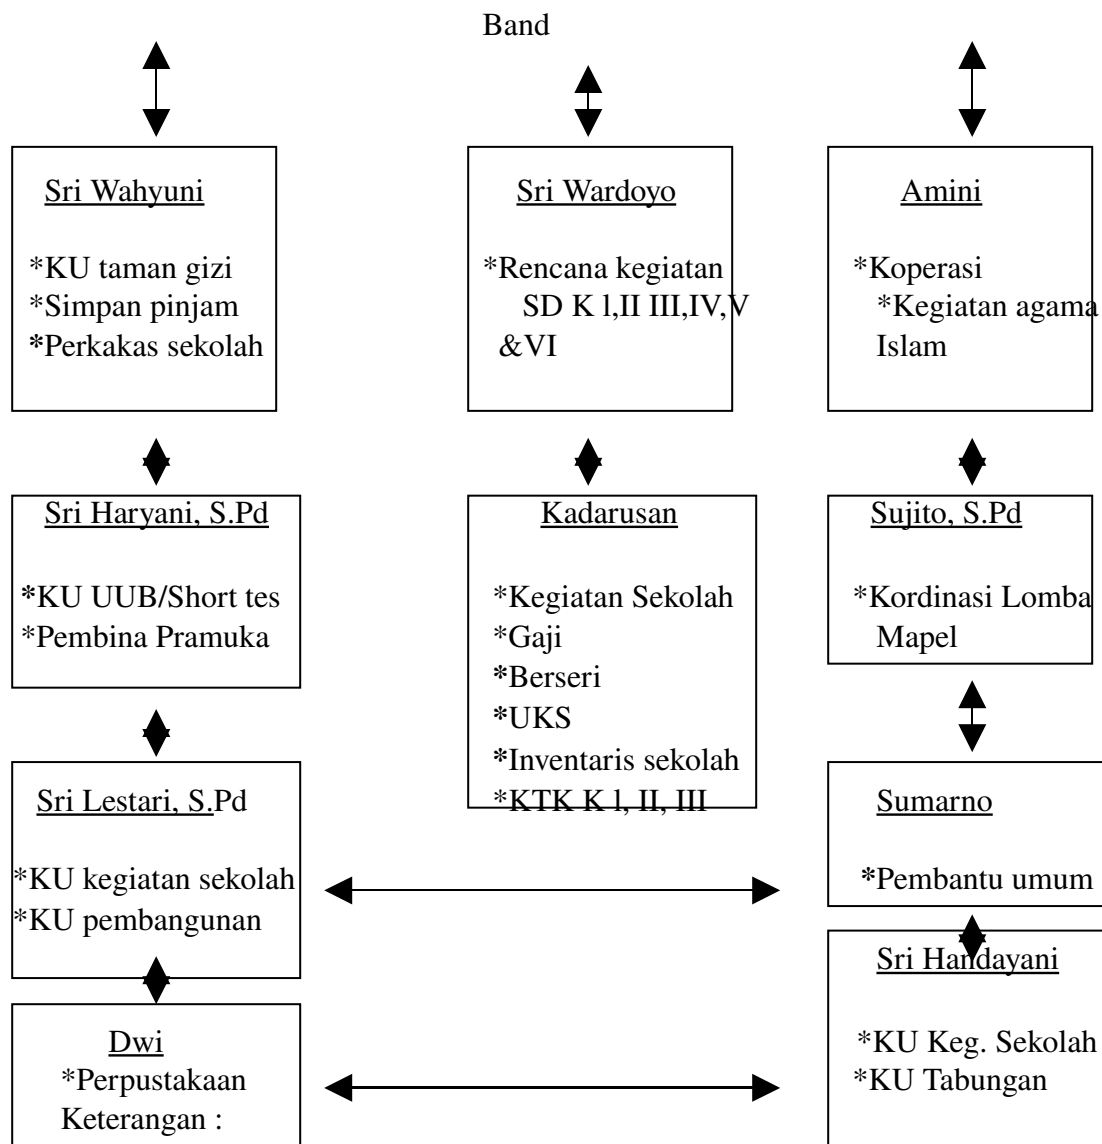 Band
Sri Wahyuni
*KU taman gizi
*Simpan pinjam
*Perkakas sekolah
Sri Wardoyo
*Rencana kegiatan
SD K l,II III,IV,V
&VI
Amini
*Koperasi
*Kegiatan agama
Islam
Sri Haryani, S.Pd
*KU UUB/Short tes
*Pembina Pramuka
Kadarusan
*Kegiatan Sekolah
*Gaji
*Berseri
*UKS
*Inventaris sekolah
*KTK K l, II, III
Sujito, S.Pd
*Kordinasi Lomba
Mapel
Sri Lestari, S.Pd
*KU kegiatan sekolah
*KU pembangunan
Sumarno
*Pembantu umum
Sri Handayani
*KU Keg. Sekolah
*KU Tabungan
Dwi
*Perpustakaan
Keterangan :